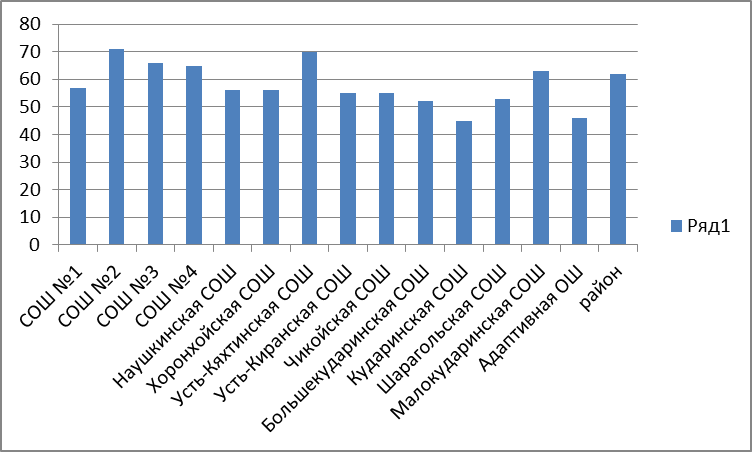 80
70
60
50
40
30
20
10
0
СОШ №1
СОШ №2
СОШ №3
СОШ №4
Наушкинская СОШ
Хоронхойская СОШ
Усть-Кяхтинская СОШ
Усть-Киранская СОШ
Чикойская СОШ
Большекударинская СОШ
Кударинская СОШ
Шарагольская СОШ
Малокударинская СОШ
Адаптивная ОШ
район
Ряд1